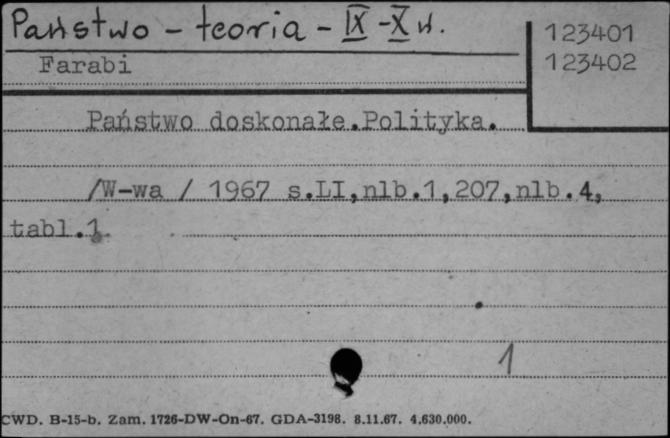 Państwo - teoria - IX - X w.
123401
Farabi
123402
Państwo doskonałe.Polityka.
/W-wa / 1967 s.LI,nlb.1,207,nlb.4,
tabl.1
1
CWD. B-15-b. Zam. 1726-DW-On-67. GDA-3198. 8.11.67. 4,630.000.